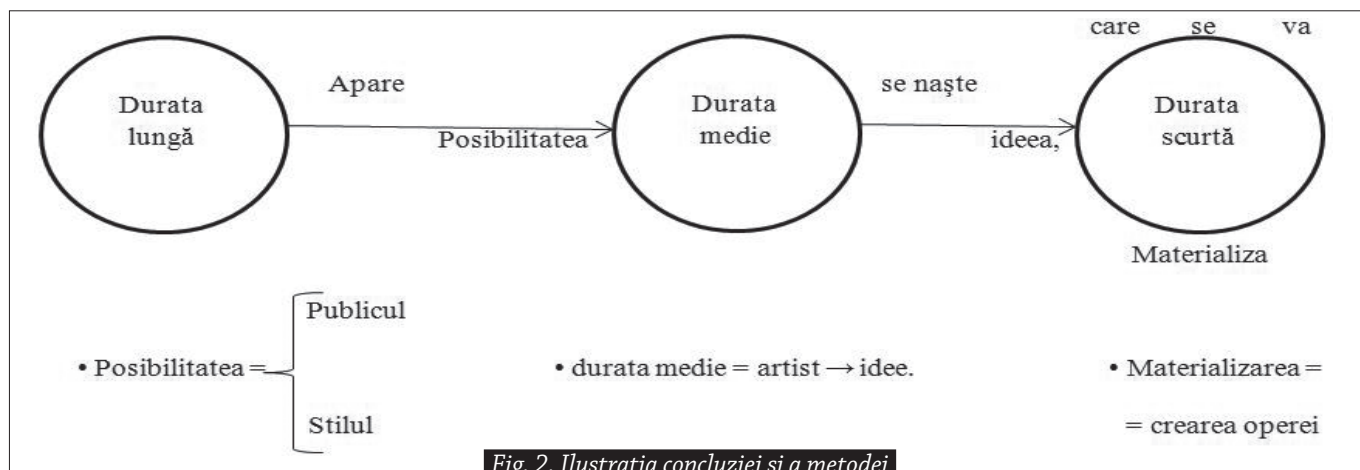 care se va
Durata
lungă
Apare
Posibilitatea
Durata
medie
se naşte
ideea,
Durata
scurtă
Materializa
• Posibilitatea =
Publicul
Stilul
• durata medie = artist → idee.
• Materializarea =
= crearea operei
Fig. 2. Ilustrația concluziei și a metodei